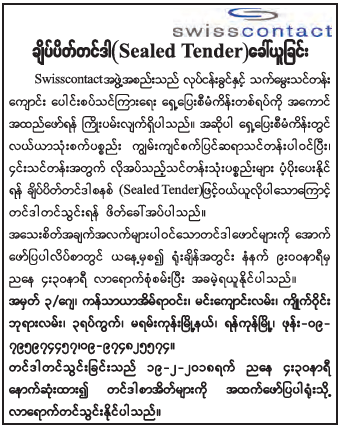 swisscontact
ချိပ်ပိတ်တင်ဒါ(Sealed Tender)ခေါ်ယူခြင်း
Swisscontactအဖွဲ့အစည်းသည် လုပ်ငန်းခွင်နှင့် သက်မွေးသင်တန်း
ကျောင်း ပေါင်းစပ်သင်ကြားရေး ရှေ့ပြေးစီမံကိန်းတစ်ရပ်ကို အကောင်
အထည်ဖော်ရန် ကြိုးပမ်းလျက်ရှိပါသည်။ အဆိုပါ ရှေ့ပြေးစီမံကိန်းတွင်
လယ်ယာသုံးစက်ပစ္စည်း ကျွမ်းကျင်စက်ပြင်ဆရာသင်တန်းပါဝင်ပြီး၊
၎င်းသင်တန်းအတွက် လိုအပ်သည့်သင်တန်းသုံးပစ္စည်းများ ပံ့ပိုးပေးနိုင်
ရန် ချိပ်ပိတ်တင်ဒါစနစ် (Sealed Tender)ဖြင့်ဝယ်ယူလိုပါသောကြောင့်
တင်ဒါတင်သွင်းရန် ဖိတ်ခေါ်အပ်ပါသည်။
အသေးစိတ်အချက်အလက်များပါဝင်သောတင်ဒါဖောင်များကို အောက်
ဖော်ပြပါလိပ်စာတွင် ယနေ့မှစ၍ ရုံးချိန်အတွင်း နံနက် ၉း၀၀နာရီမှ
ညနေ ၄း၃၀နာရီ လာရောက်စုံစမ်းပြီး အခမဲ့ရယူနိုင်ပါသည်။
အမှတ် ၃/ဂျေ၊ ကန်သာယာအိမ်ရာဝင်း၊ မင်းကျောင်းလမ်း၊ ကျိုက်ဝိုင်း
ဘုရားလမ်း၊ ၃ရပ်ကွက်၊ မရမ်းကုန်းမြို့နယ်၊ ရန်ကုန်မြို့၊ ဖုန်း-၀၉-
၇၉၅၉၇၄၄၅၇၊၀၉-၉၇၄၈၂၅၅၇၄။
တင်ဒါတင်သွင်းခြင်းသည် ၁၉-၂-၂၀၁၈ရက် ညနေ ၄း၃၀နာရီ
နောက်ဆုံးထား၍ တင်ဒါစာအိတ်များကို အထက်ဖော်ပြပါရုံးသို့
လာရောက်တင်သွင်းနိုင်ပါသည်။